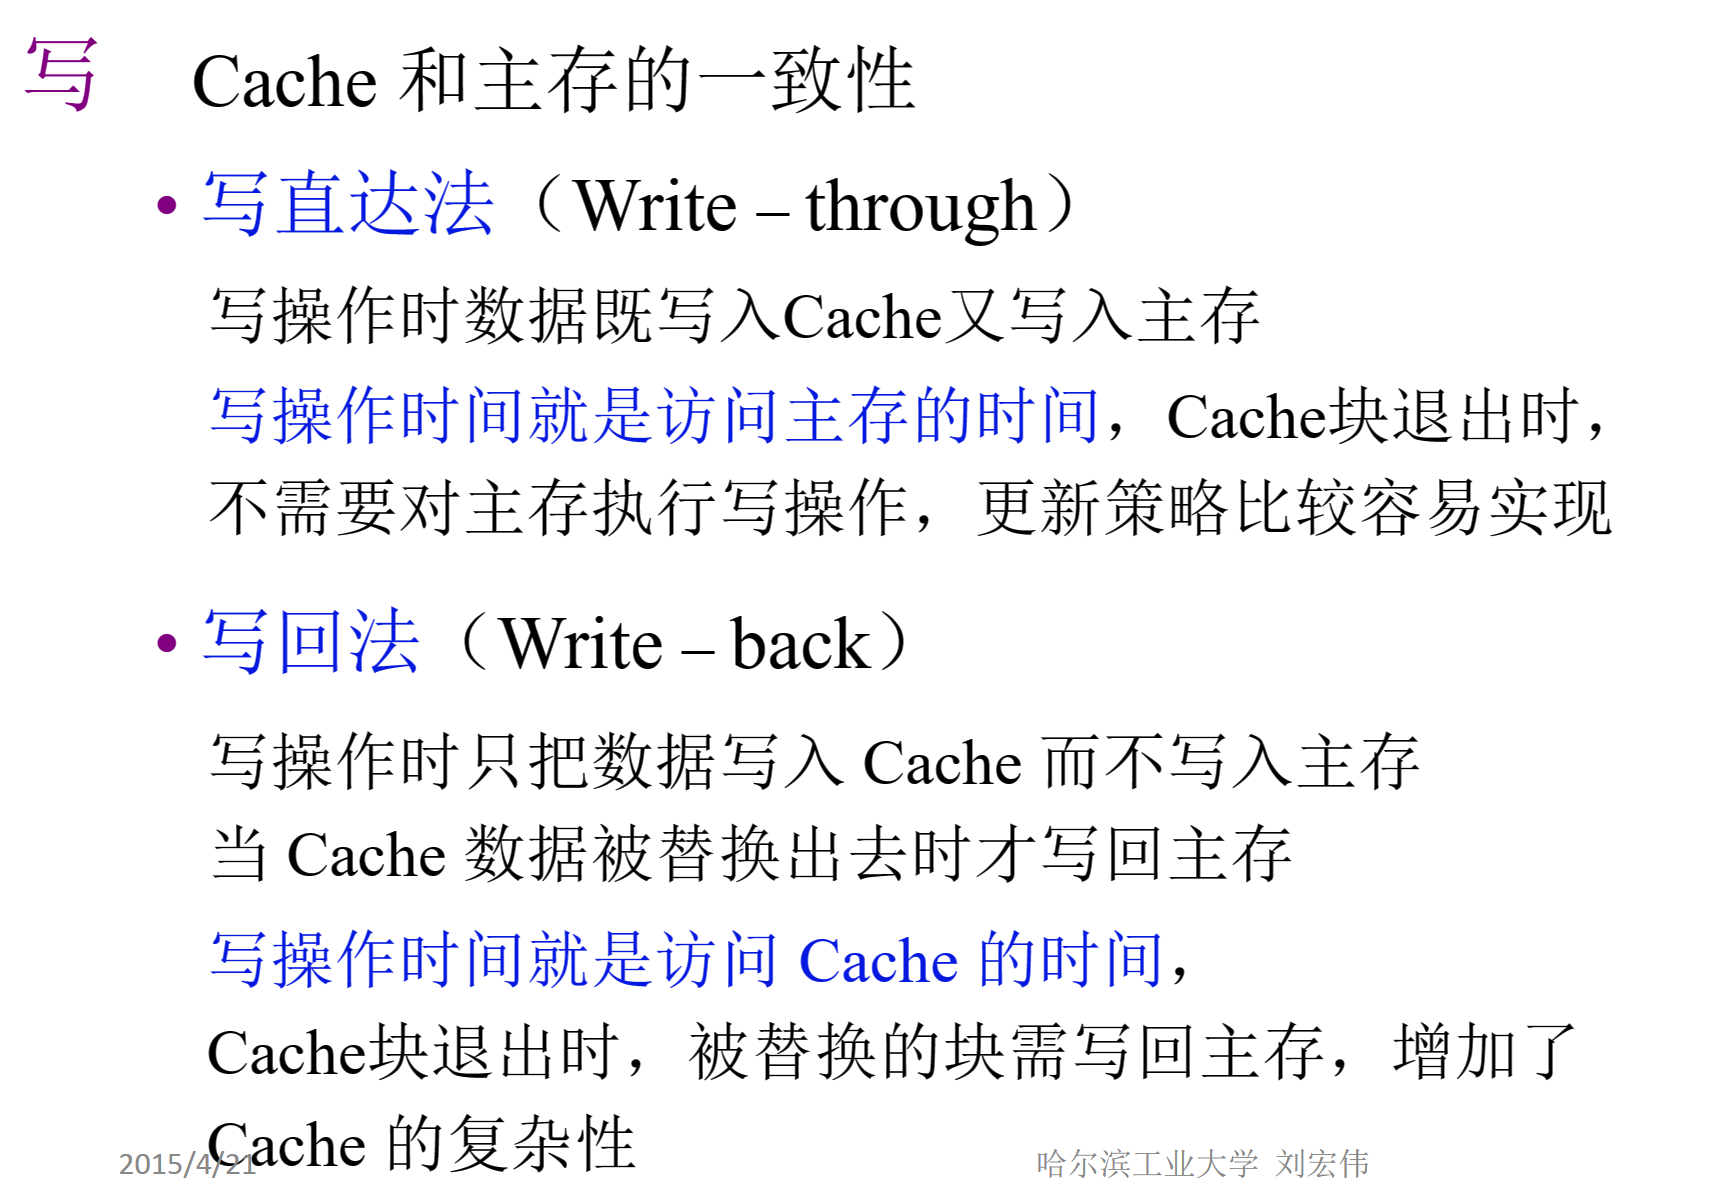 写 Cache 和主存的一致性
• 写直达法（Write – through）
写操作时数据既写入Cache又写入主存
写操作时间就是访问主存的时间，Cache块退出时，
不需要对主存执行写操作，更新策略比较容易实现
• 写回法（Write – back）
写操作时只把数据写入 Cache 而不写入主存
当 Cache 数据被替换出去时才写回主存
写操作时间就是访问 Cache 的时间，
Cache块退出时，被替换的块需写回主存，增加了
Cache 的复杂性
2015/4/21 哈尔滨工业大学 刘宏伟